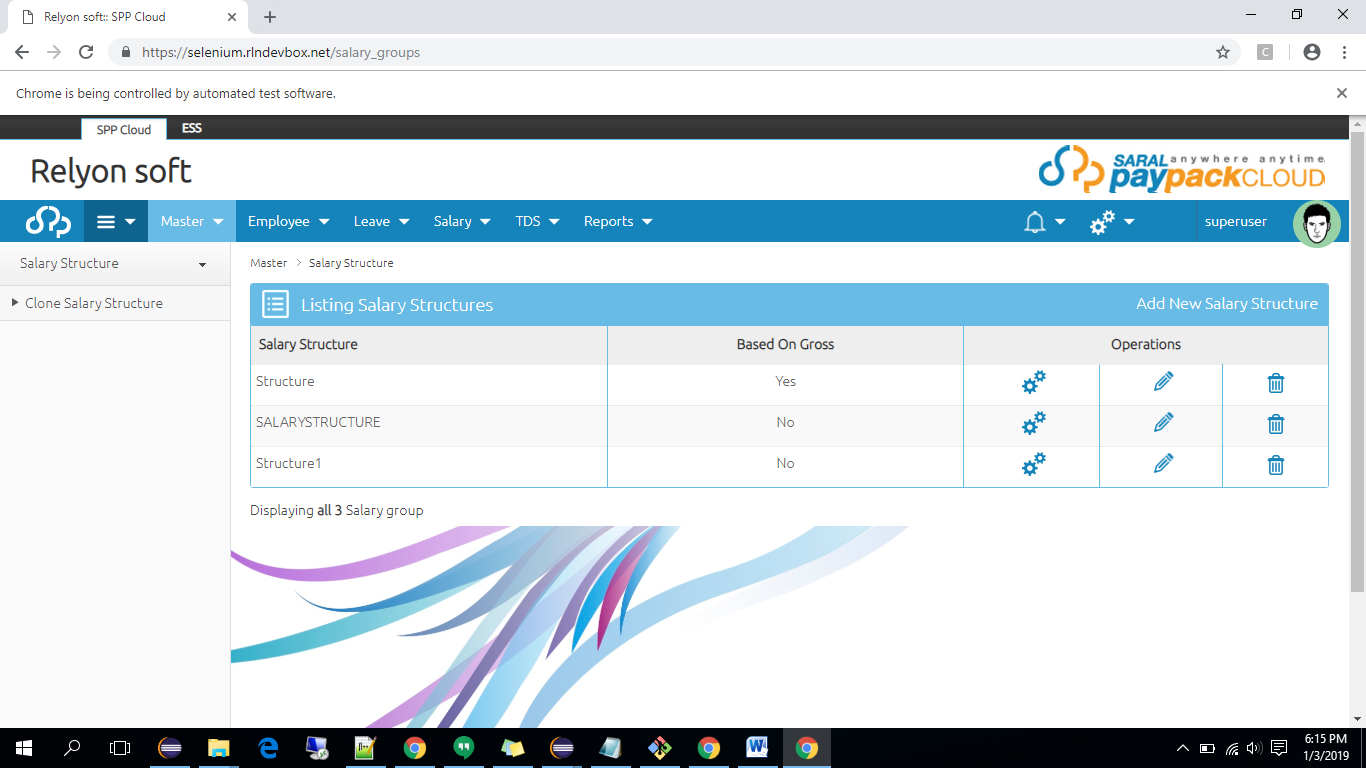 Relyon soft:: SPP Cloud
https://selenium.rlndevbox.net/salary_groups
C
Chrome is being controlled by automated test software.
SPP Cloud ESS
Relyon soft
SARAL anywhere anytime
paypackCLOUD
Master Employee Leave Salary TDS Reports superuser
Salary Structure
Clone Salary Structure
Master > Salary Structure
Listing Salary Structures Add New Salary Structure
Salary Structure Based On Gross Operations
Structure Yes
SALARYSTRUCTURE No
Structure1 No
Displaying all 3 Salary group
6:15 PM
1/3/2019